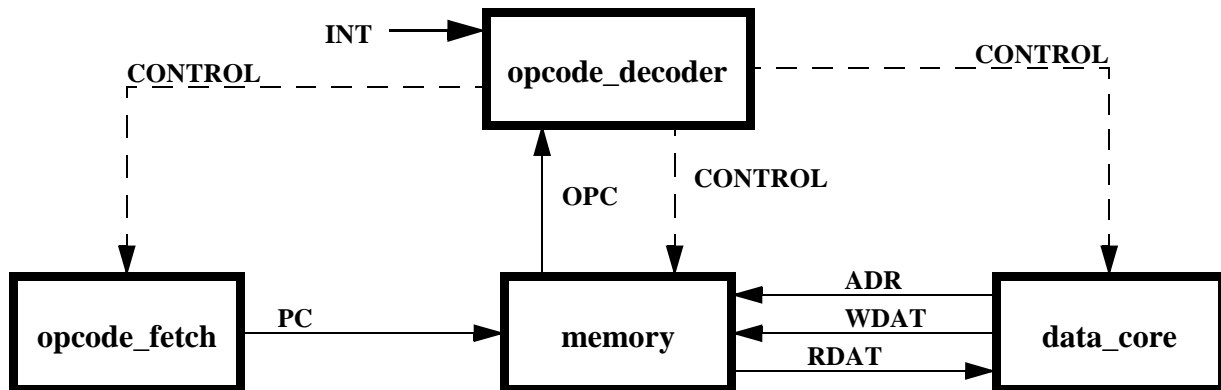 INT
opcode_decoder
CONTROL
CONTROL
OPC
CONTROL
opcode_fetch
PC
memory
ADR
WDAT
RDAT
data_core